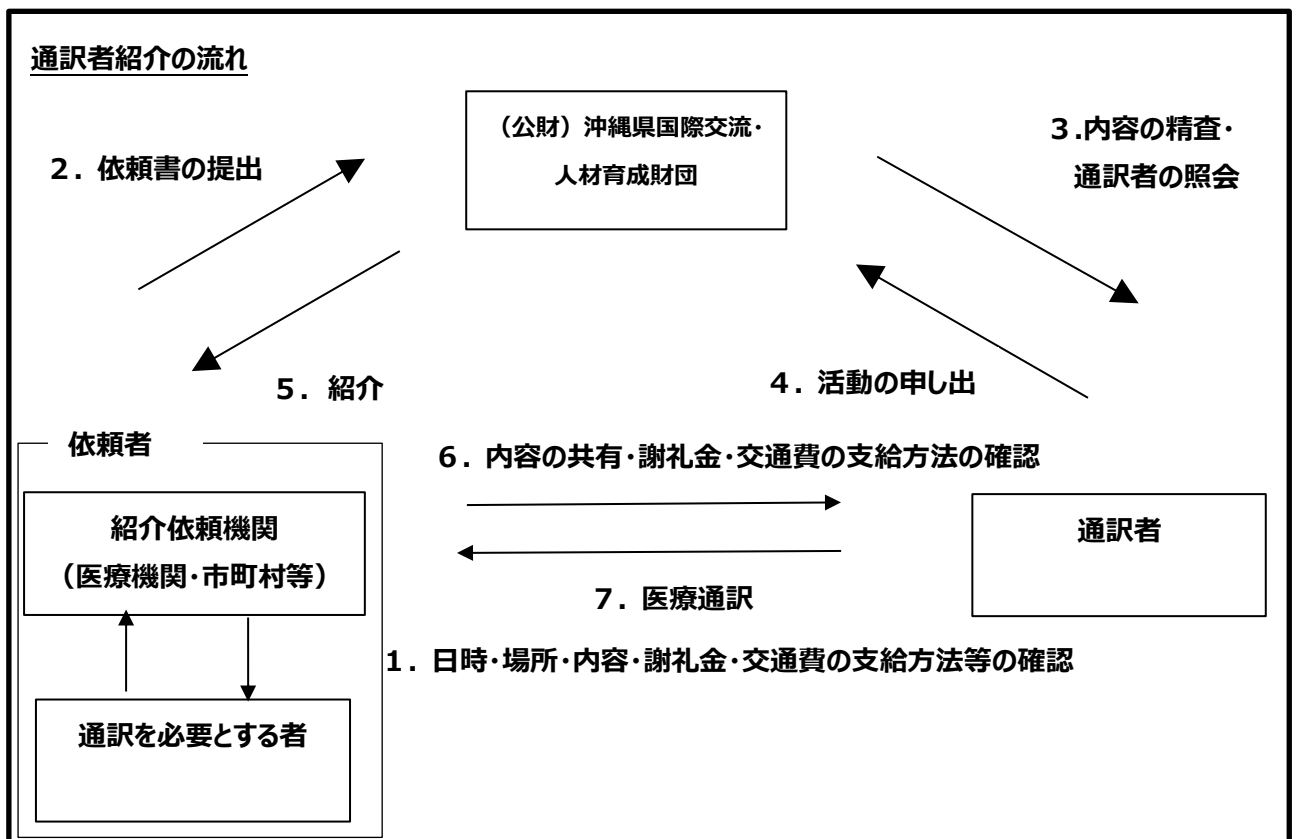 通訳者紹介の流れ
（公財）沖縄県国際交流・
人材育成財団
２．依頼書の提出
３.内容の精査・
通訳者の照会
５．紹介
４．活動の申し出
依頼者
６．内容の共有・謝礼金・交通費の支給方法の確認
紹介依頼機関
（医療機関・市町村等）
通訳者
７．医療通訳
１．日時・場所・内容・謝礼金・交通費の支給方法等の確認
通訳を必要とする者